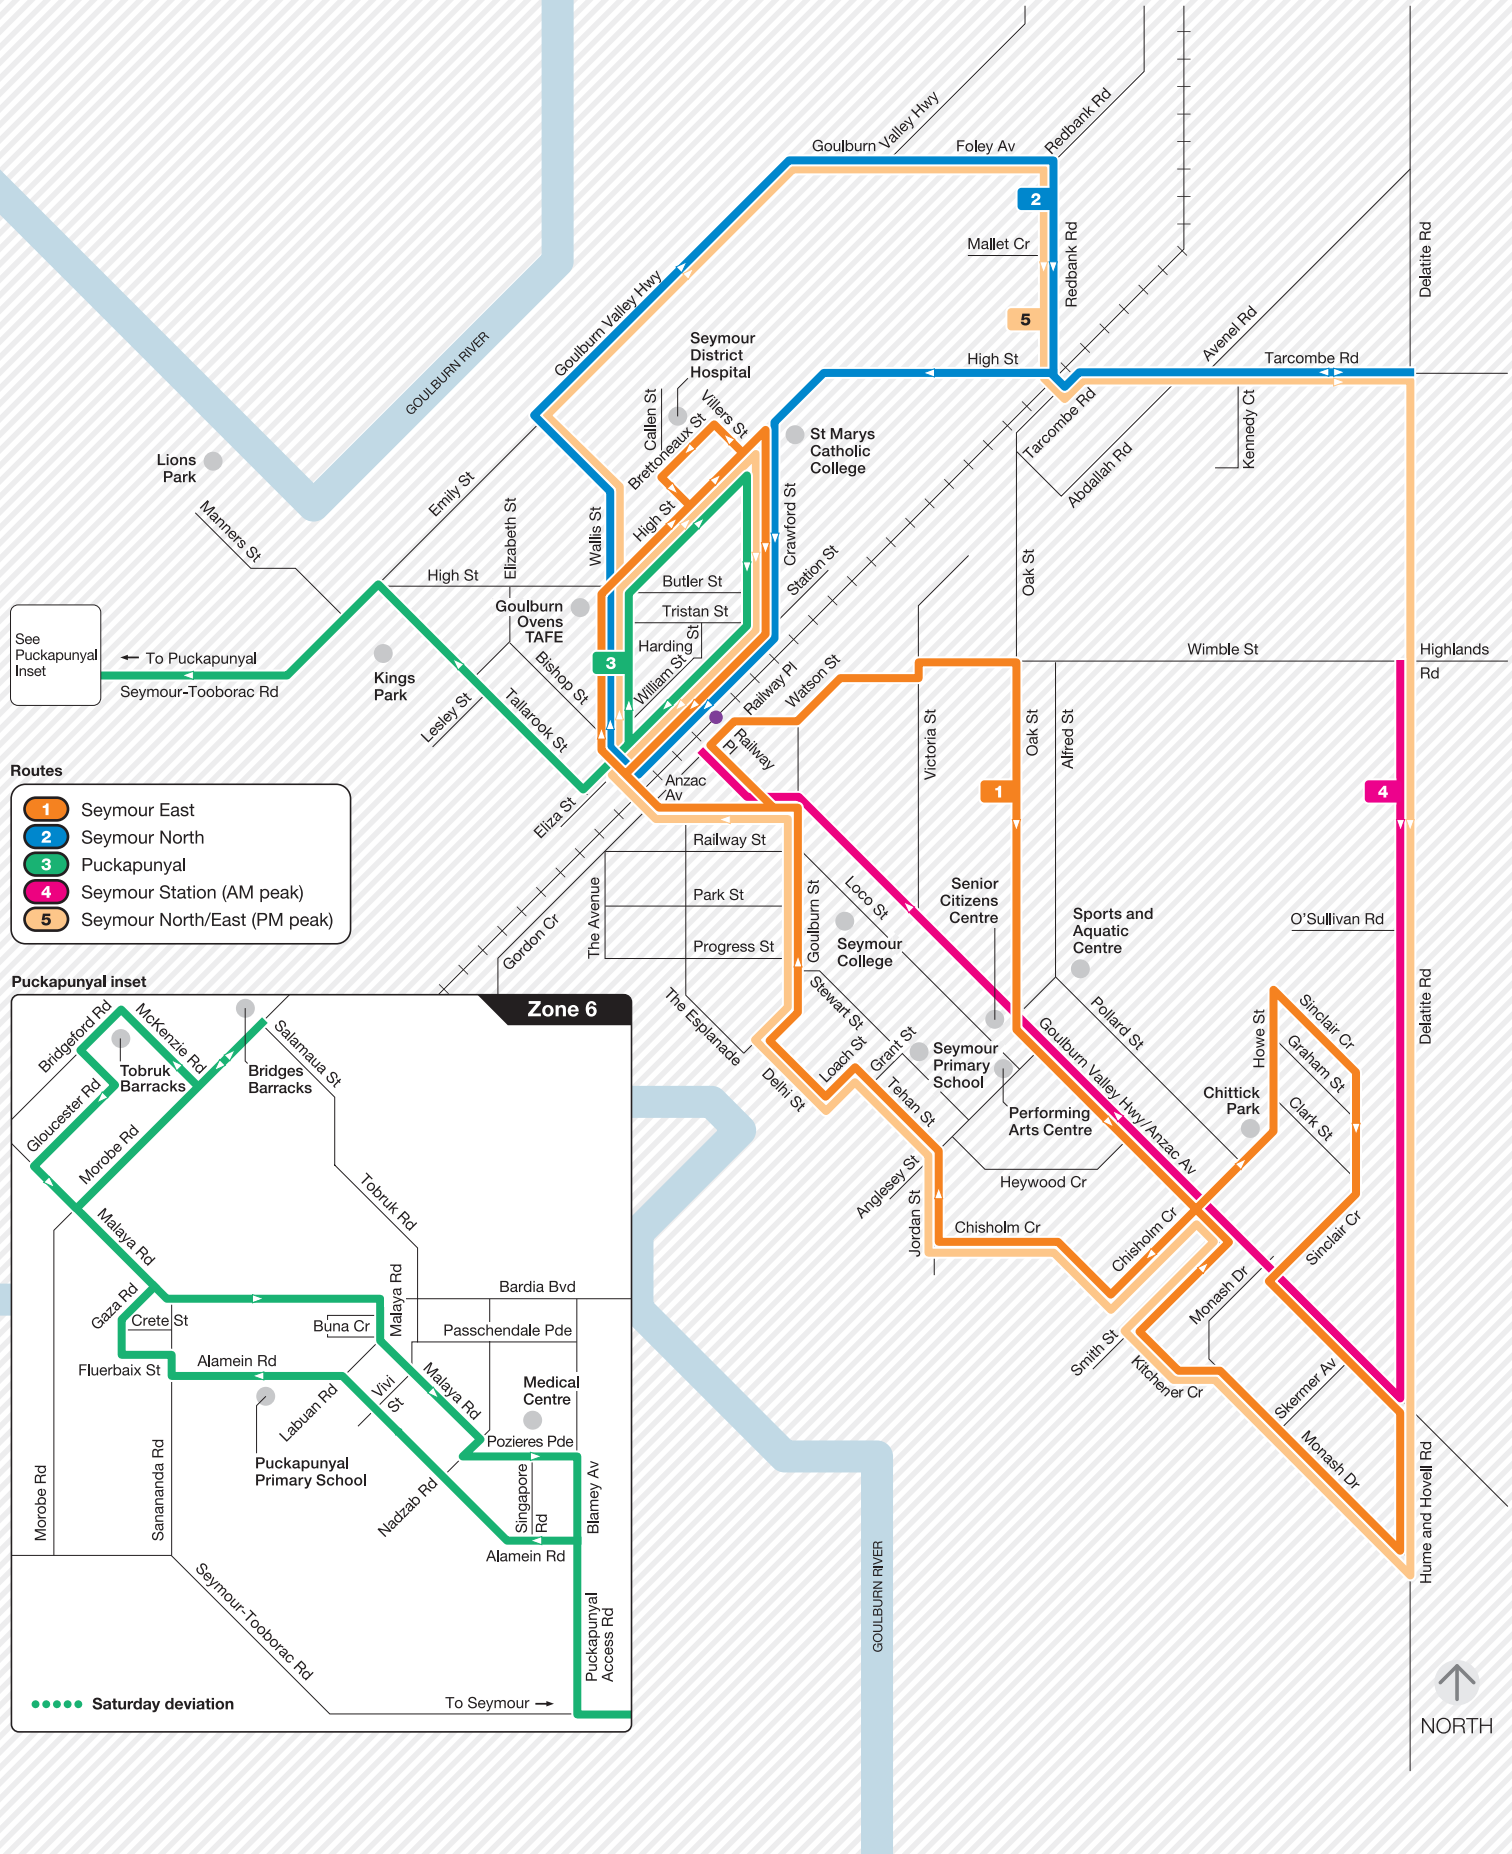 Goulburn
Valley Hwy
Foley Av
Redbank Rd
2
Mallet Cr
Redbank Rd
Delatite Rd
5
Goulburn Valley Hwy
GOULBURN RIVER
Seymour
District
Hospital
High St
Avenel Rd
Tarcombe Rd
Callen St
Villers St
Brettoneaux St
St Marys
Catholic
College
Tarcombe Rd
Abdallah Rd
Kennedy Ct
Lions
Park
Manners St
Emily St
Elizabeth St
Wallis St
High St
Crawford St
Station St
Oak St
High St
Butler St
Tristan St
Harding
St
William St
Goulburn
Ovens
TAFE
3
See
Puckapunyal
Inset
To Puckapunyal
Seymour-Tooborac Rd
Kings
Park
Lesley St
Bishop St
Tallarook St
Railway Pl
Watson St
Railway
Pl
Wimble St
Highlands
Rd
Victoria St
Oak St
Alfred St
1
4
Anzac
Av
Eliza St
Routes
1 Seymour East
2 Seymour North
3 Puckapunyal
4 Seymour Station (AM peak)
5 Seymour North/East (PM peak)
Railway St
Park St
Progress St
The Avenue
Gordon Cr
The Esplanade
Goulburn St
Loco St
Seymour
College
Senior
Citizens
Centre
Sports and
Aquatic
Centre
O'Sullivan Rd
Delatite Rd
Stewart St
Grant St
Loach St
Delhi St
Tehan St
Seymour
Primary
School
Performing
Arts Centre
Goulburn Valley Hwy/Anzac Av
Pollard St
Howe St
Sinclair Cr
Graham St
Clark St
Chittick
Park
Sinclair Cr
Anglesey St
Jordan St
Heywood Cr
Chisholm Cr
Chisholm Cr
Monash Dr
Smith St
Kitchener Cr
Skermer Av
Monash Dr
Hume and Hovell Rd
GOULBURN RIVER
NORTH
Puckapunyal inset
Zone 6
Bridgeford Rd
McKenzie Rd
Tobruk
Barracks
Bridges
Barracks
Salamaua St
Gloucester Rd
Morobe Rd
Tobruk Rd
Malaya Rd
Gaza Rd
Crete St
Buna Cr
Malaya Rd
Bardia Bvd
Passchendale Pde
Fluerbaix St
Alamein Rd
Labuan Rd
Vivi
St
Malaya Rd
Medical
Centre
Puckapunyal
Primary School
Pozieres Pde
Nadzab Rd
Singapore
Rd
Blamey Av
Morobe Rd
Sanananda Rd
Alamein Rd
Seymour-Tooborac Rd
Puckapunyal
Access Rd
Saturday deviation
To Seymour